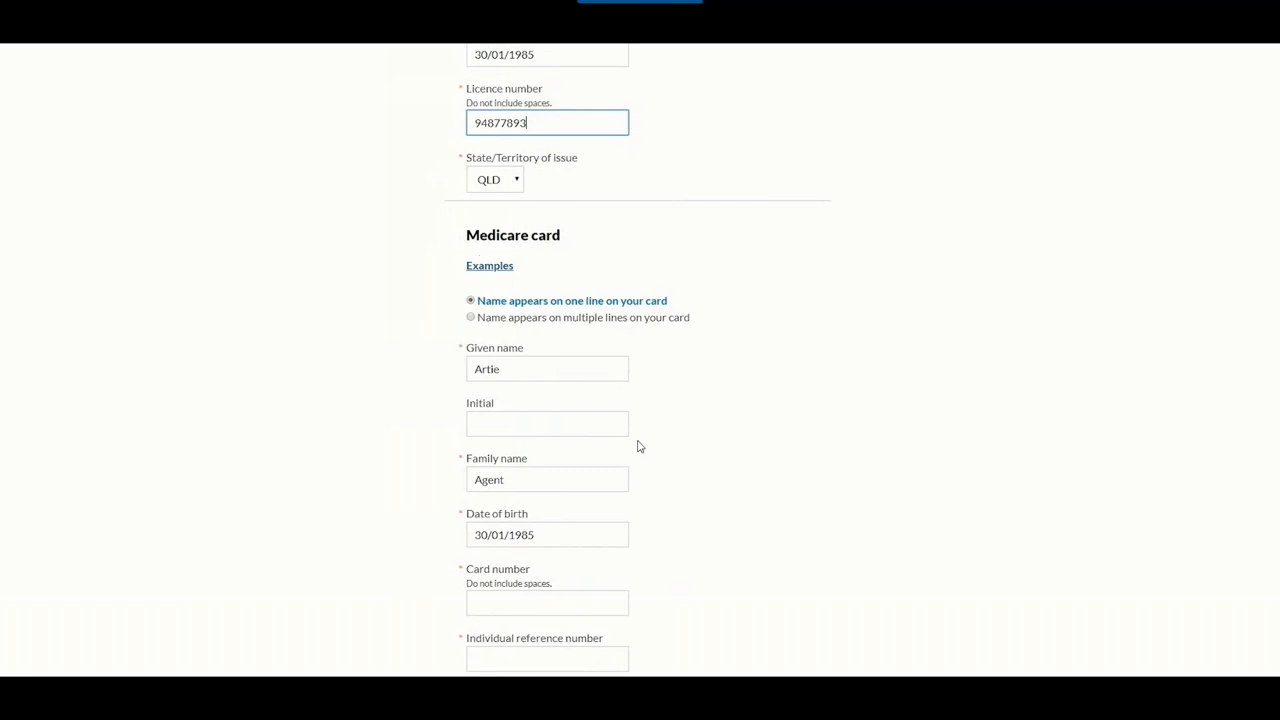 30/01/1985
* Licence number
Do not include spaces.
94877893
* State/Territory of issue
QLD
Medicare card
Examples
Name appears on one line on your card
Name appears on multiple lines on your card
* Given name
Artie
Initial
* Family name
Agent
* Date of birth
30/01/1985
* Card number
Do not include spaces.
* Individual reference number